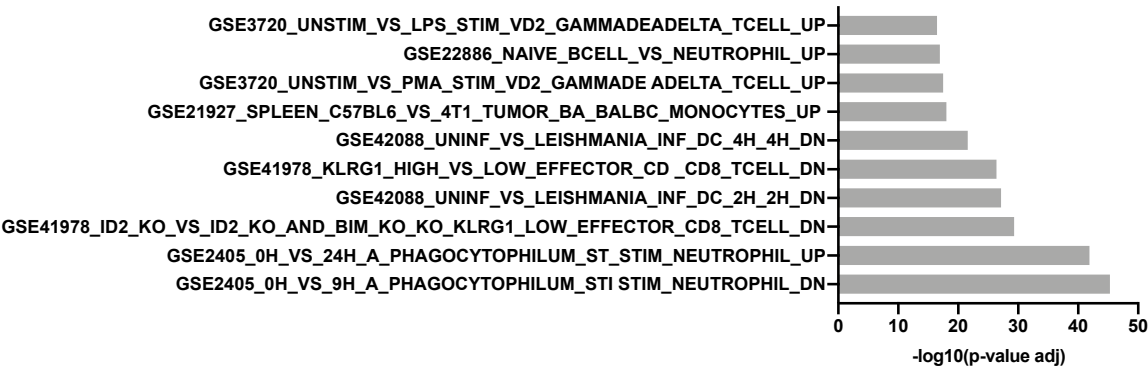 GSE3720_UNSTIM_VS_LPS_STIM_VD2_GAMMADEADELTA_TCELL_UP
GSE22886_NAIVE_BCELL_VS_NEUTROPHIL_UP
GSE3720_UNSTIM_VS_PMA_STIM_VD2_GAMMADE ADELTA_TCELL_UP
GSE21927_SPLEEN_C57BL6_VS_4T1_TUMOR_BA_BALBC_MONOCYTES_UP
GSE42088_UNINF_VS_LEISHMANIA_INF_DC_4H_4H_DN
GSE41978_KLRG1_HIGH_VS_LOW_EFFECTOR_CD _CD8_TCELL_DN
GSE42088_UNINF_VS_LEISHMANIA_INF_DC_2H_2H_DN
GSE41978_ID2_KO_VS_ID2_KO_AND_BIM_KO_KO_KLRG1_LOW_EFFECTOR_CD8_TCELL_DN
GSE2405_0H_VS_24H_A_PHAGOCYTOPHILUM_ST_STIM_NEUTROPHIL_UP
GSE2405_0H_VS_9H_A_PHAGOCYTOPHILUM_STI STIM_NEUTROPHIL_DN
0 10 20 30 40 50
-log10(p-value adj)